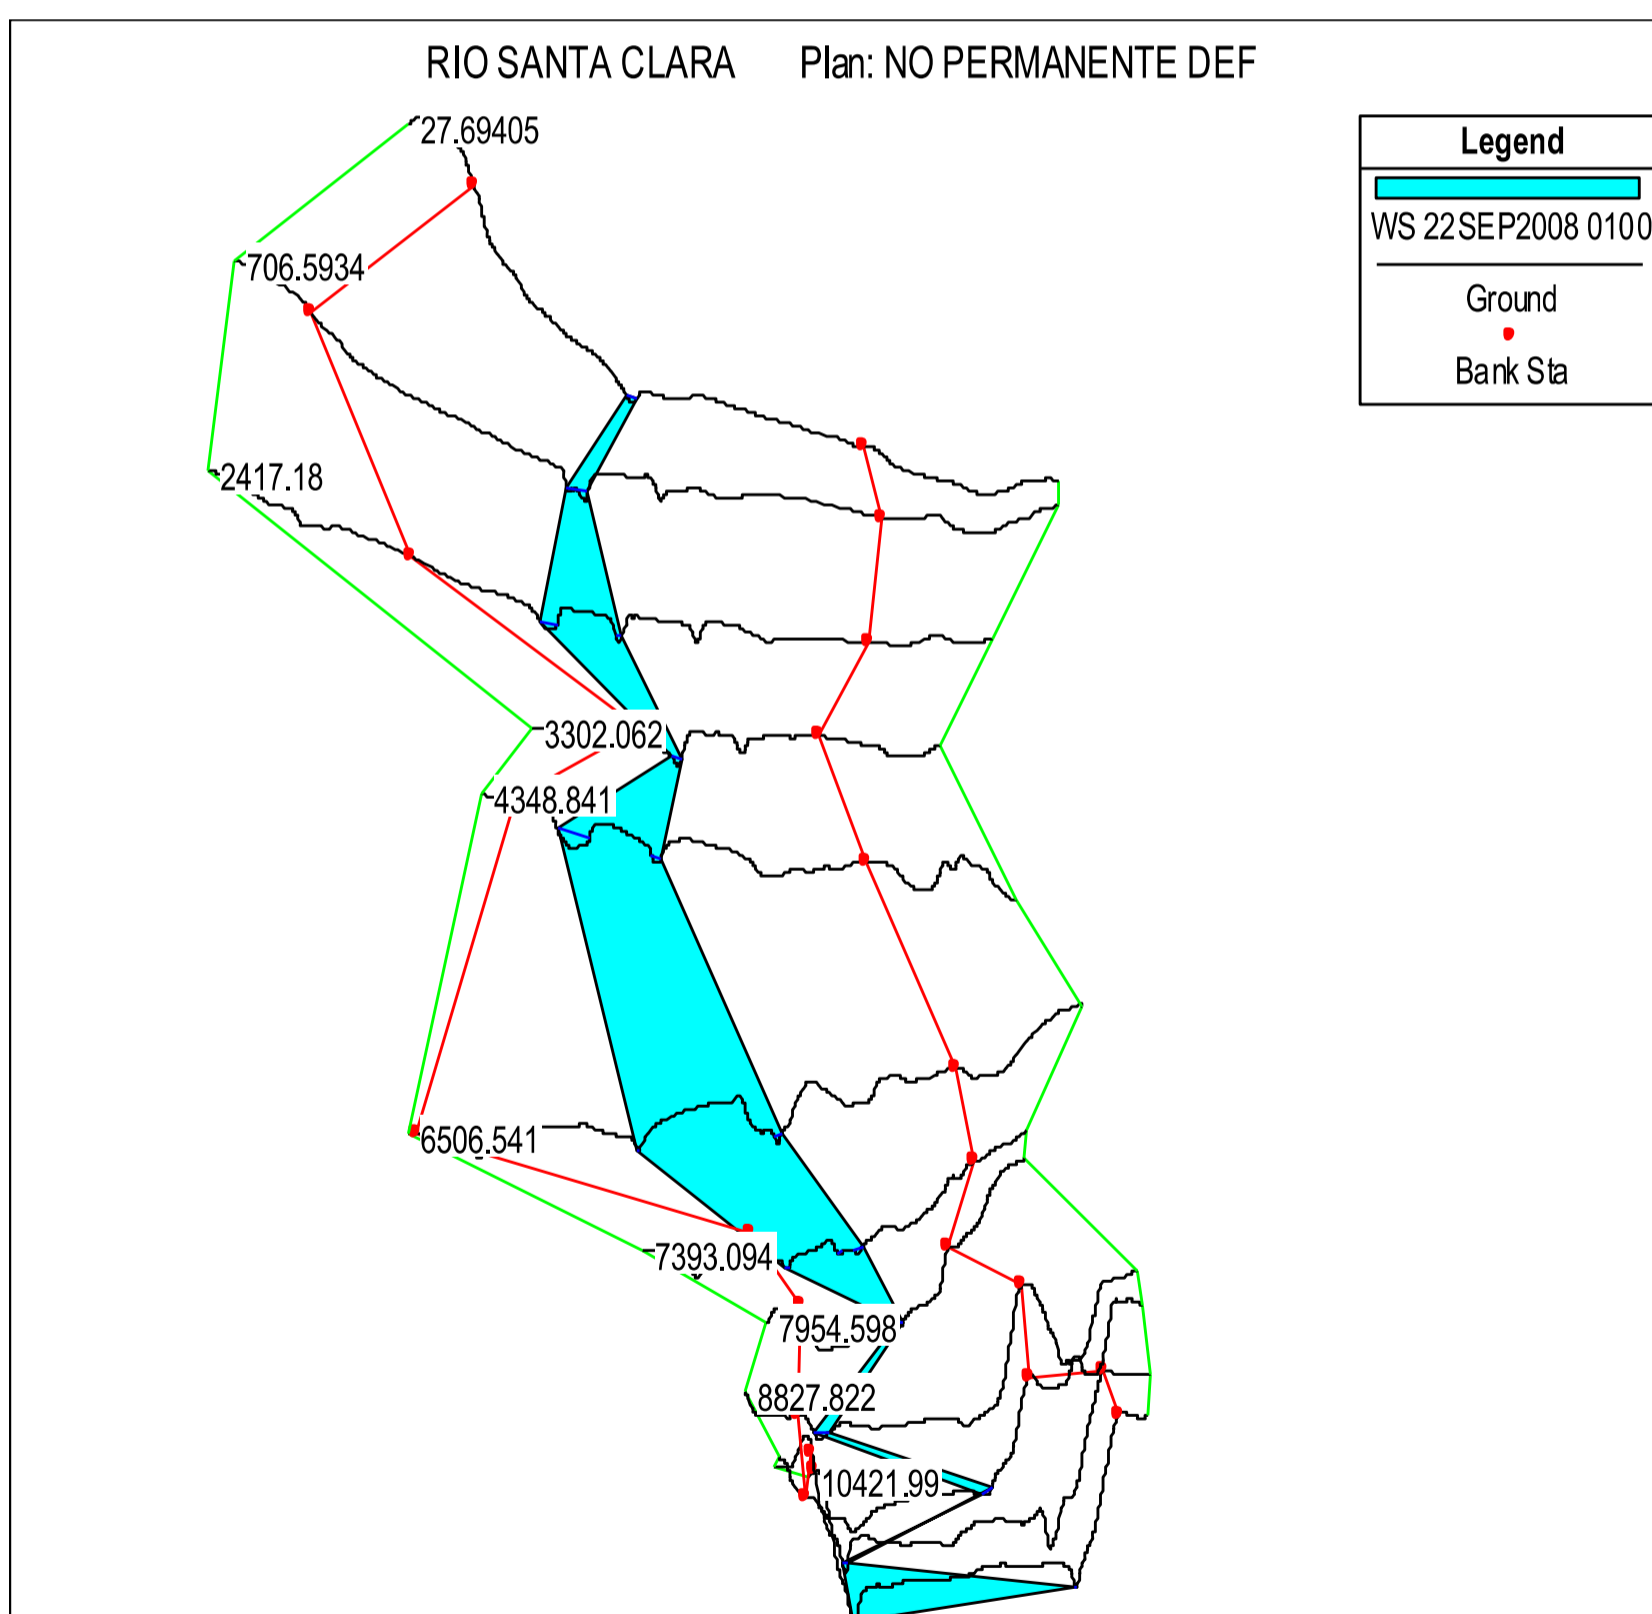 RIO SANTA CLARA Plan: NO PERMANENTE DEF
Legend
WS 22SEP2008 0100
Ground
Bank Sta
27.69405
706.5934
2417.18
3302.062
4348.841
6506.541
7393.094
7954.598
8827.822
10421.99